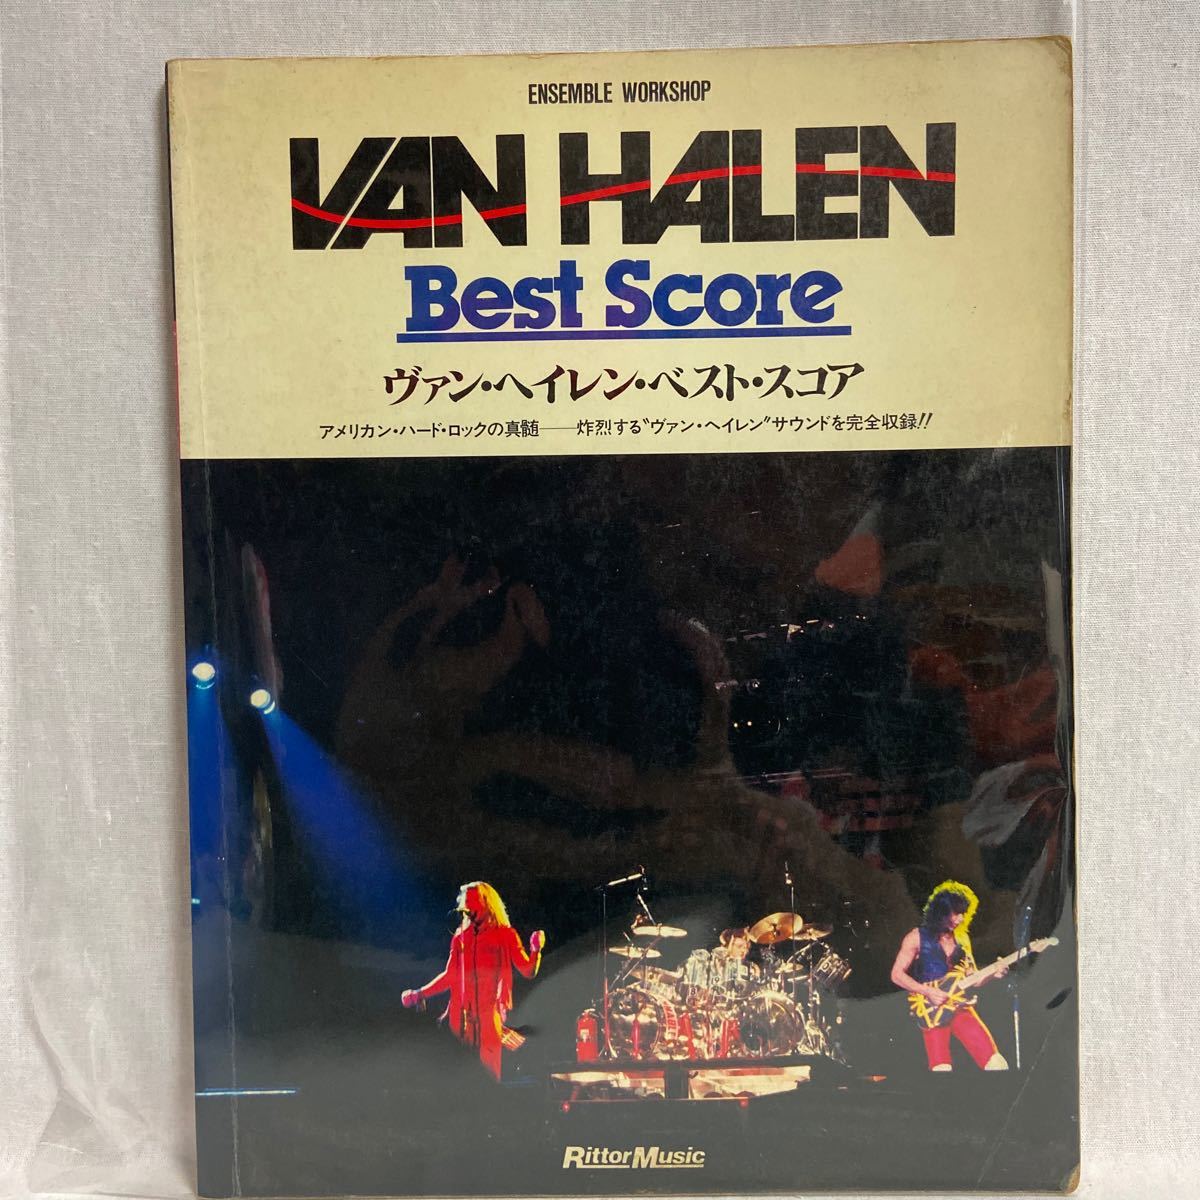 ENSEMBLE WORKSHOP
VAN HALEN
Best Score
ヴァン・ヘイレン・ベスト・スコア
アメリカン・ハード・ロックの真髄——炸烈する"ヴァン・ヘイレン"サウンドを完全収録!!
RittorMusic